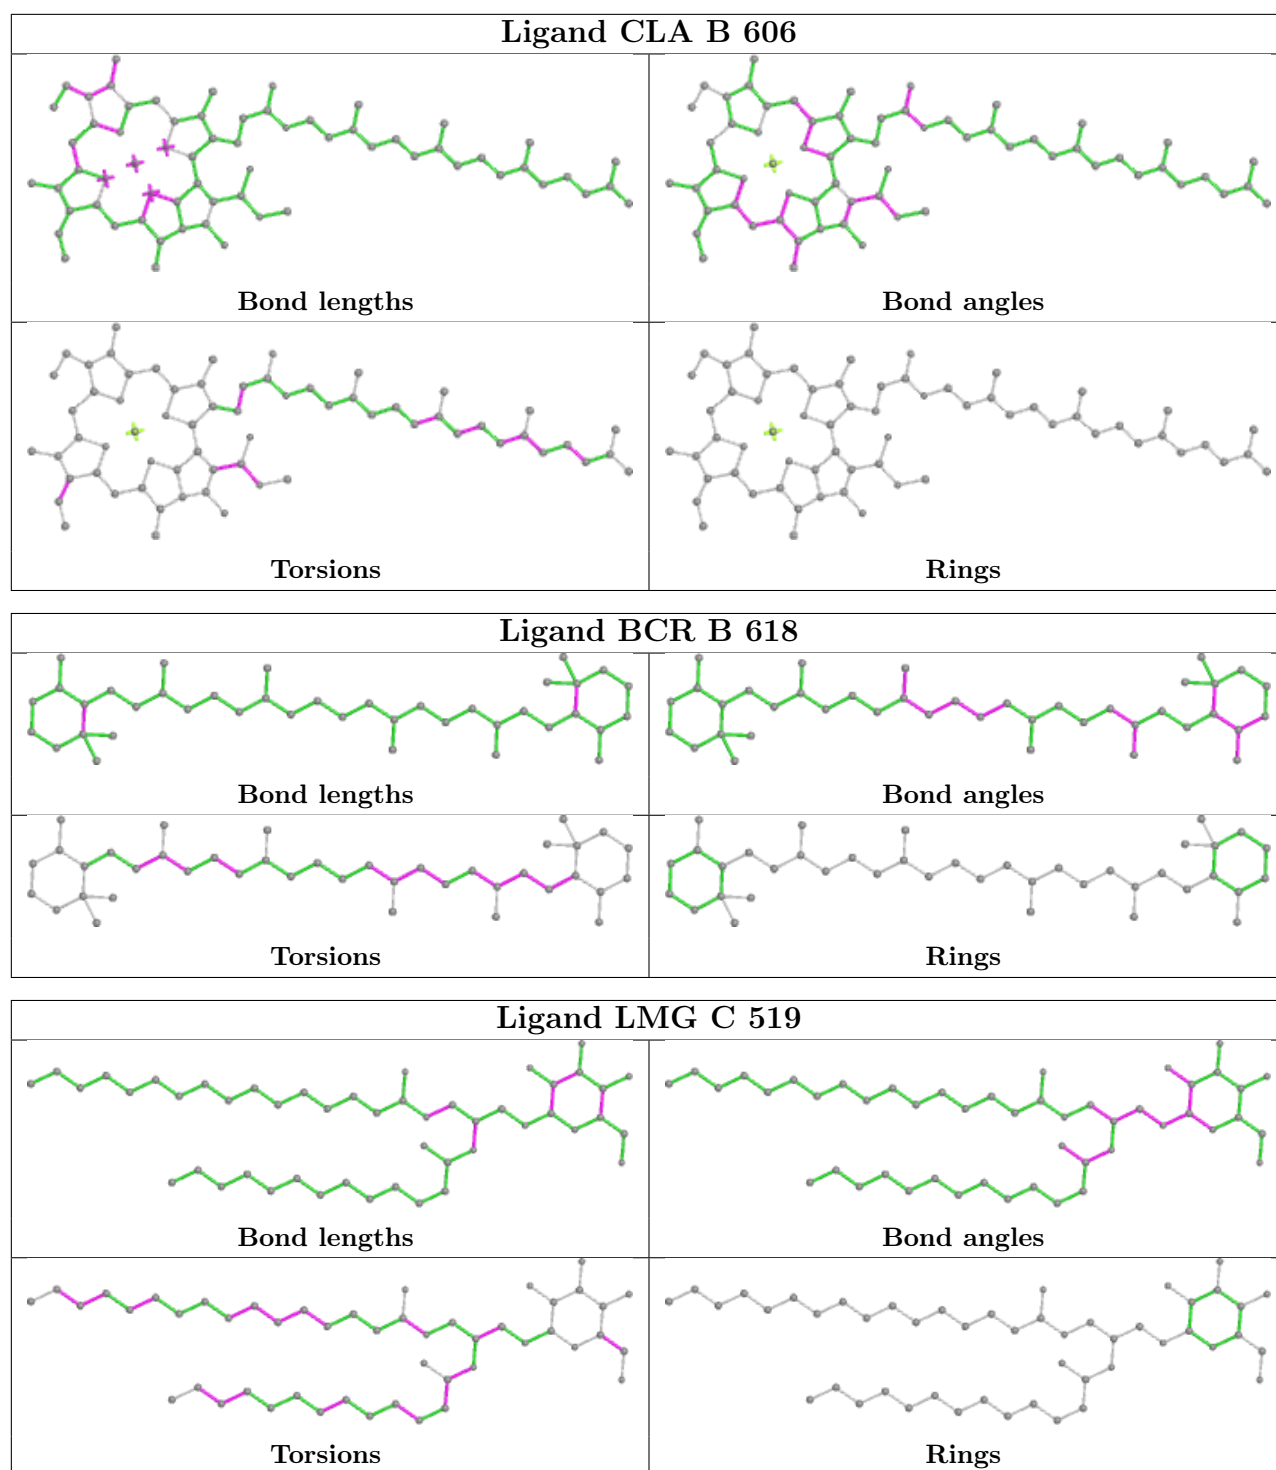 Ligand CLA B 606
Bond lengths
Bond angles
Torsions
Rings
Ligand BCR B 618
Bond lengths
Bond angles
Torsions
Rings
Ligand LMG C 519
Bond lengths
Bond angles
Torsions
Rings